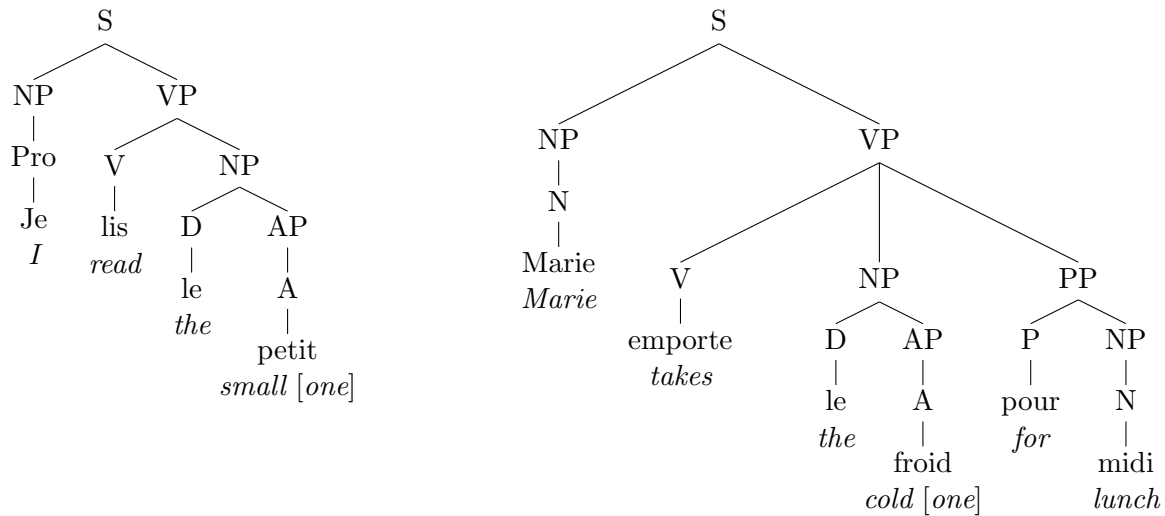 S
NP VP
Pro V NP
Je lis D AP
I read le A
the petit
small [one]
S
NP VP
N
Marie V NP PP
Marie emporte D AP P NP
takes le A pour N
the froid for midi
cold [one] lunch